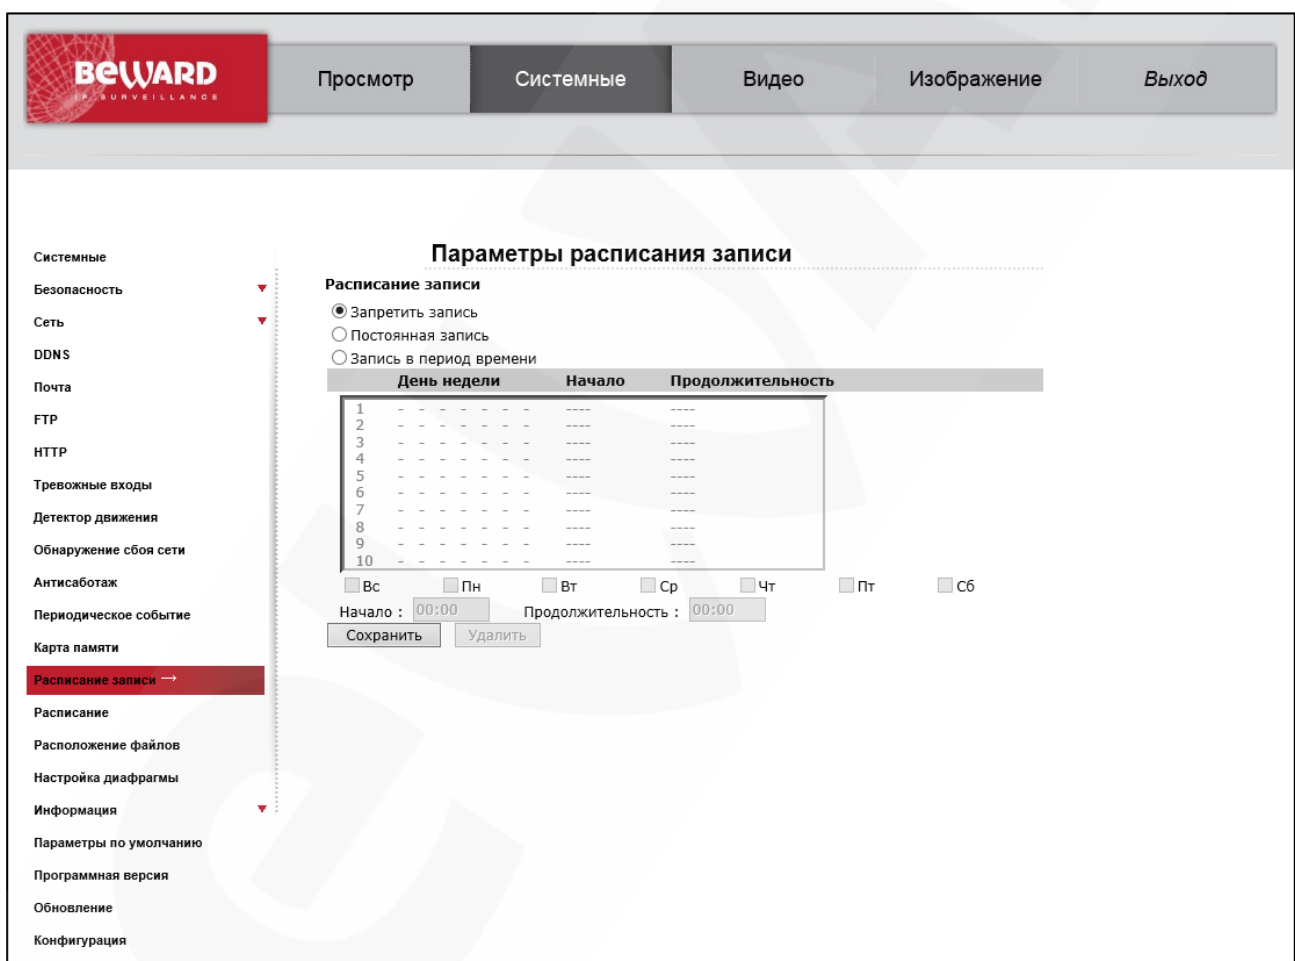 BEWARD
IP SURVEILLANCE
Просмотр Системные Видео Изображение Выход
Параметры расписания записи
Системные
Безопасность
Сеть
DDNS
Почта
FTP
HTTP
Тревожные входы
Детектор движения
Обнаружение сбоя сети
Антисаботаж
Периодическое событие
Карта памяти
Расписание записи →
Расписание
Расположение файлов
Настройка диафрагмы
Информация
Параметры по умолчанию
Программная версия
Обновление
Конфигурация
Расписание записи
Запретить запись
Постоянная запись
Запись в период времени
День недели Начало Продолжительность
1 - - - - - - - ---- ----
2 - - - - - - - ---- ----
3 - - - - - - - ---- ----
4 - - - - - - - ---- ----
5 - - - - - - - ---- ----
6 - - - - - - - ---- ----
7 - - - - - - - ---- ----
8 - - - - - - - ---- ----
9 - - - - - - - ---- ----
10 - - - - - - - ---- ----
Вс Пн Вт Ср Чт Пт Сб
Начало : 00:00 Продолжительность : 00:00
Сохранить Удалить